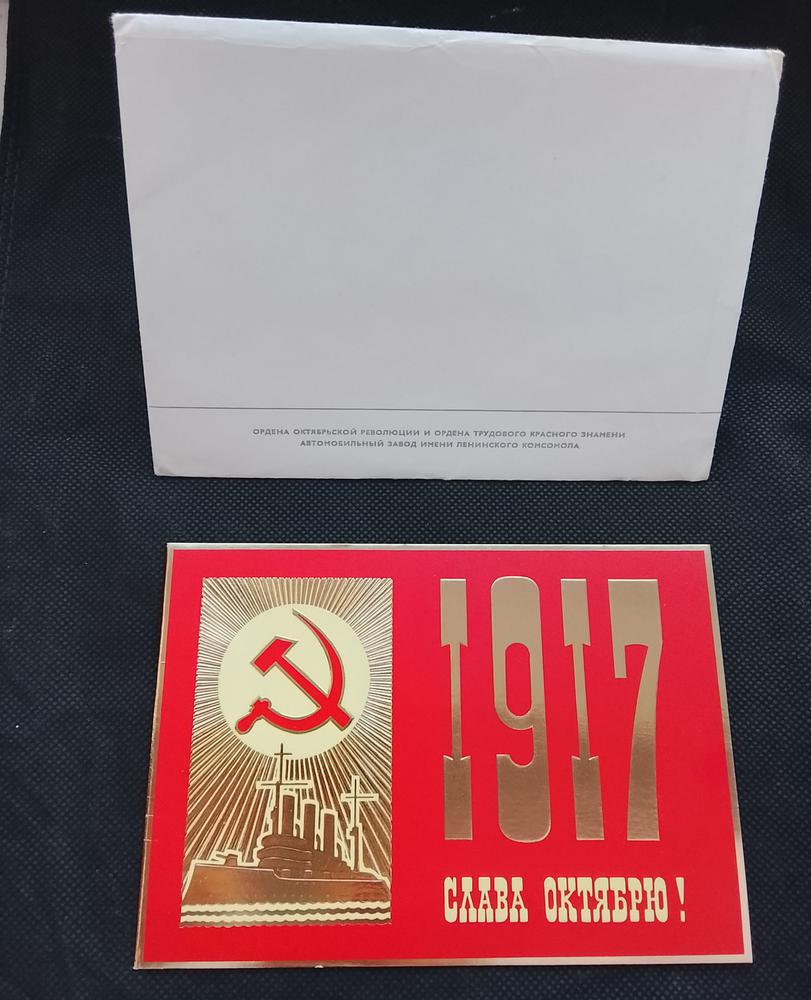 ОРДЕНА ОКТЯБРЬСКОЙ РЕВОЛЮЦИИ И ОРДЕНА ТРУДОВОГО КРАСНОГО ЗНАМЕНИ
АВТОМОБИЛЬНЫЙ ЗАВОД ИМЕНИ ЛЕНИНСКОГО КОМСОМОЛА
1917
СЛАВА ОКТЯБРЮ!